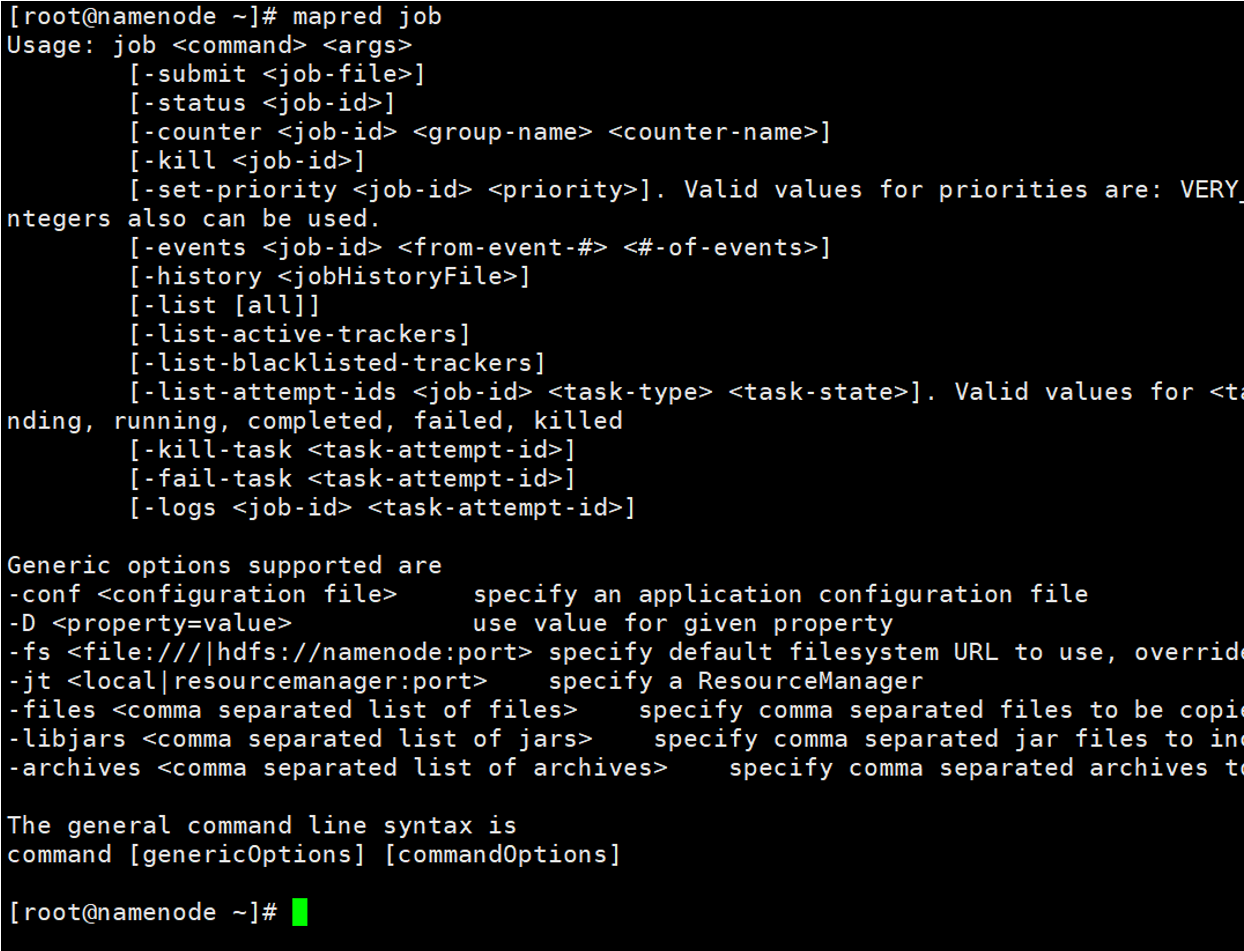 [root@namenode ~]# mapred job
Usage: job <command> <args>
        [-submit <job-file>]
        [-status <job-id>]
        [-counter <job-id> <group-name> <counter-name>]
        [-kill <job-id>]
        [-set-priority <job-id> <priority>]. Valid values for priorities are: VERY_
ntegers also can be used.
        [-events <job-id> <from-event-#> <#-of-events>]
        [-history <jobHistoryFile>]
        [-list [all]]
        [-list-active-trackers]
        [-list-blacklisted-trackers]
        [-list-attempt-ids <job-id> <task-type> <task-state>]. Valid values for <ta
nding, running, completed, failed, killed
        [-kill-task <task-attempt-id>]
        [-fail-task <task-attempt-id>]
        [-logs <job-id> <task-attempt-id>]

Generic options supported are
-conf <configuration file>     specify an application configuration file
-D <property=value>            use value for given property
-fs <file:///|hdfs://namenode:port> specify default filesystem URL to use, override
-jt <local|resourcemanager:port>    specify a ResourceManager
-files <comma separated list of files>    specify comma separated files to be copie
-libjars <comma separated list of jars>    specify comma separated jar files to inc
-archives <comma separated list of archives>    specify comma separated archives to

The general command line syntax is
command [genericOptions] [commandOptions]

[root@namenode ~]#